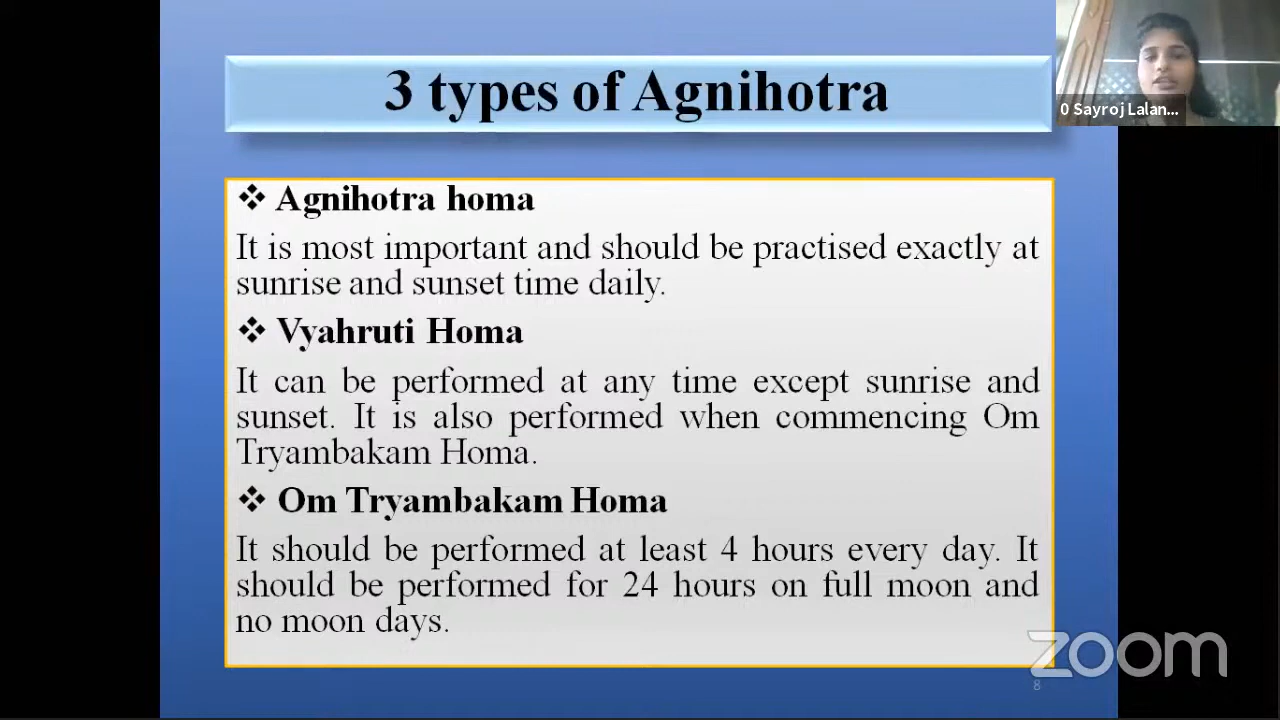 3 types of Agnihotra
0 Sayroj Lalan...
❖ Agnihotra homa
It is most important and should be practised exactly at
sunrise and sunset time daily.
❖ Vyahruti Homa
It can be performed at any time except sunrise and
sunset. It is also performed when commencing Om
Tryambakam Homa.
❖ Om Tryambakam Homa
It should be performed at least 4 hours every day. It
should be performed for 24 hours on full moon and
no moon days.
zoom
8